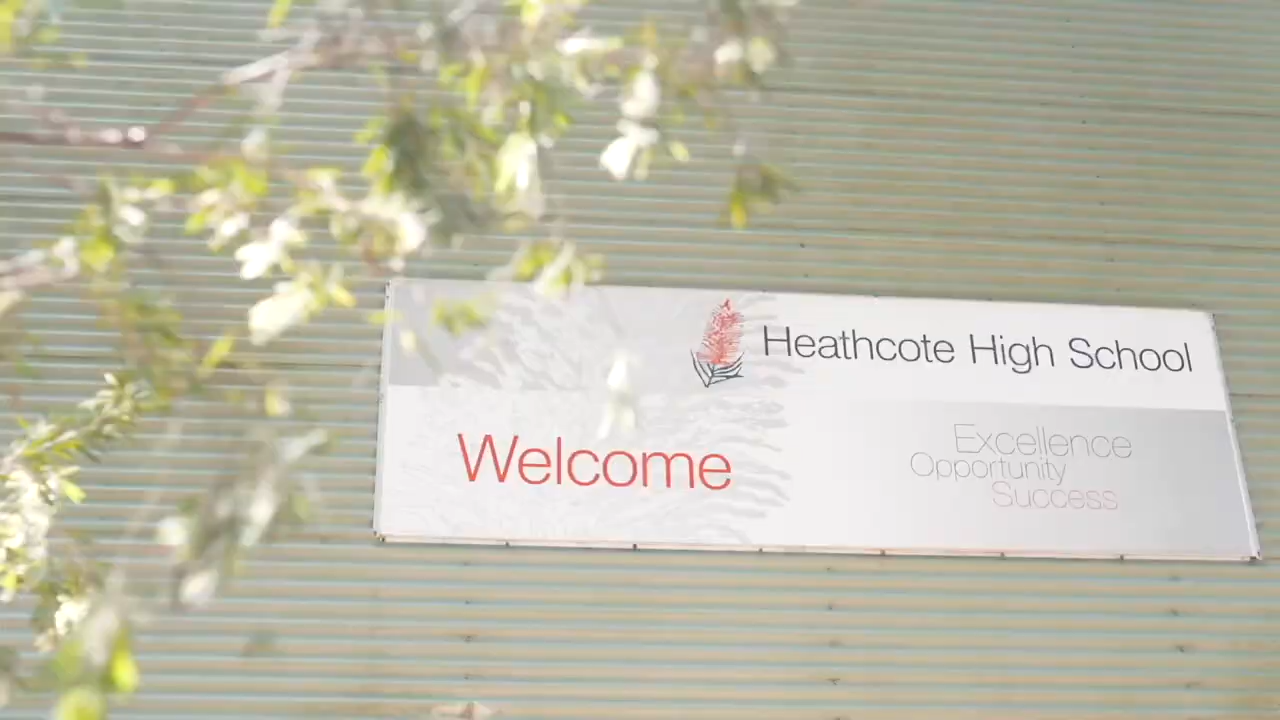 Heathcote High School
Welcome
Excellence
Opportunity
Success